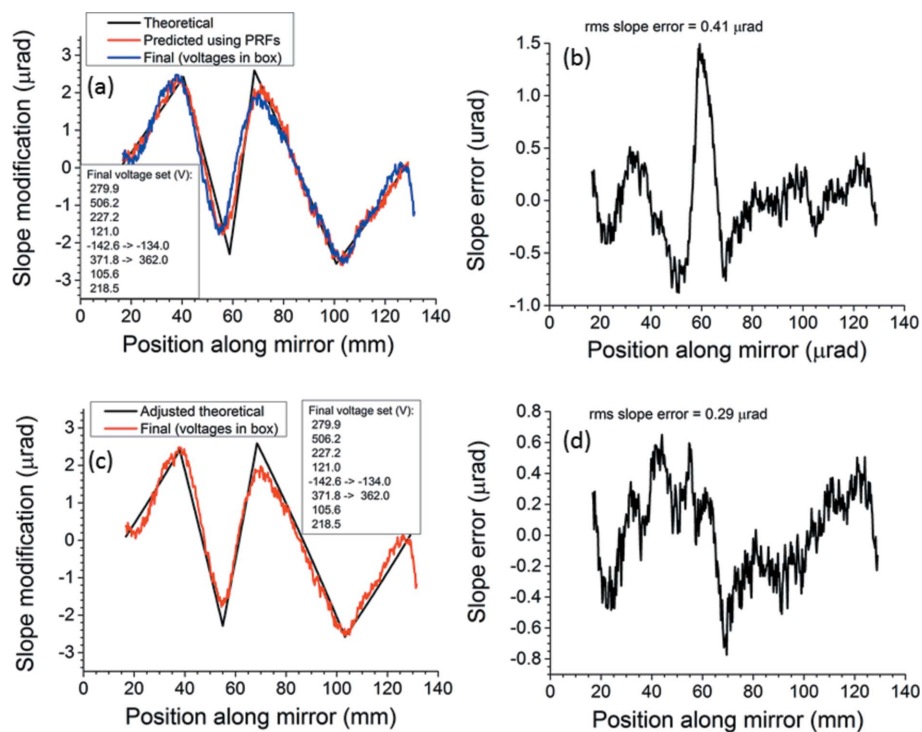 Theoretical
Predicted using PRFs
Final (voltages in box)
(a)
Slope modification (µrad)
3
2
1
0
-1
-2
-3
Final voltage set (V):
279.9
506.2
227.2
121.0
-142.6 -> -134.0
371.8 -> 362.0
105.6
218.5
0 20 40 60 80 100 120 140
Position along mirror (mm)
rms slope error = 0.41 µrad
(b)
Slope error (urad)
1.5
1.0
0.5
0.0
-0.5
-1.0
0 20 40 60 80 100 120 140
Position along mirror (µrad)
Adjusted theoretical
Final (voltages in box)
(c)
Slope modification (µrad)
3
2
1
0
-1
-2
-3
Final voltage set (V):
279.9
506.2
227.2
121.0
-142.6 -> -134.0
371.8 -> 362.0
105.6
218.5
0 20 40 60 80 100 120 140
Position along mirror (mm)
rms slope error = 0.29 µrad
(d)
Slope error (µrad)
0.8
0.6
0.4
0.2
0.0
-0.2
-0.4
-0.6
-0.8
0 20 40 60 80 100 120 140
Position along mirror (mm)